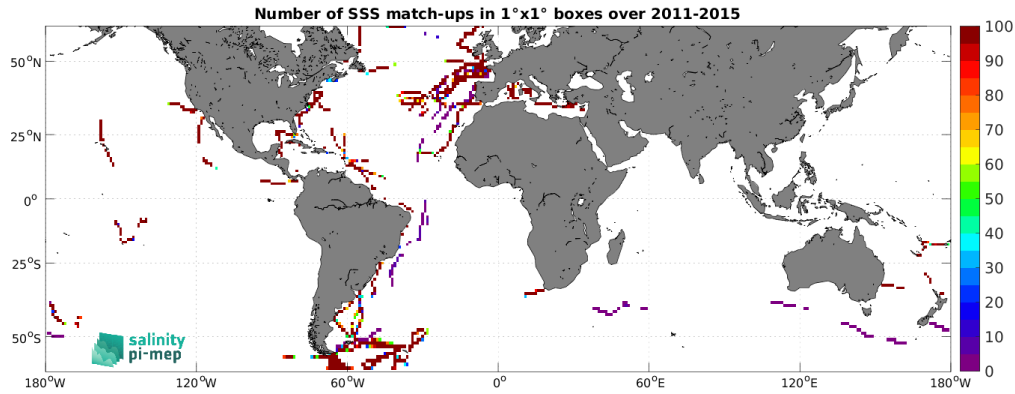 Number of SSS match-ups in 1°x1° boxes over 2011-2015
50°N
25°N
0°
25°S
50°S
180°W
120°W
60°W
0°
60°E
120°E
180°W
100
90
80
70
60
50
40
30
20
10
0
salinity
pi-mep